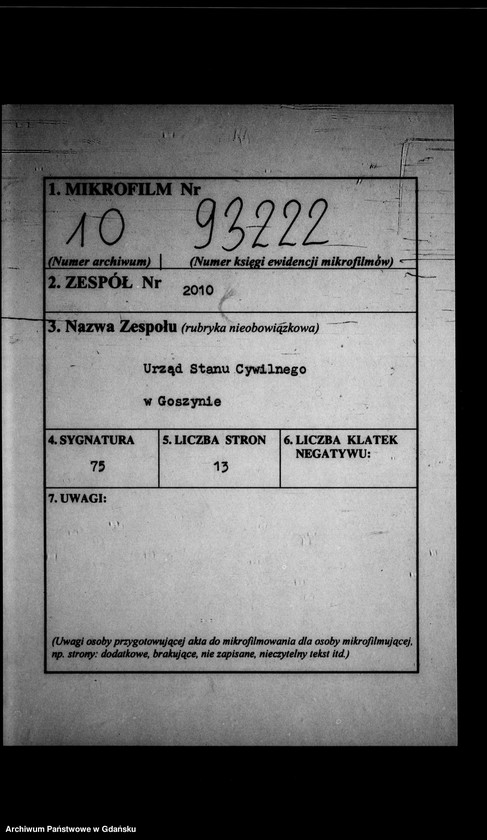 1. MIKROFILM Nr
10 93222
(Numer archiwum) (Numer księgi ewidencji mikrofilmów)
2. ZESPÓŁ Nr 2010
3. Nazwa Zespołu (rubryka nieobowiązkowa)
Urząd Stanu Cywilnego
w Goszynie
4. SYGNATURA 5. LICZBA STRON 6. LICZBA KLATEK
NEGATYWU:
75 13
7. UWAGI:
(Uwagi osoby przygotowującej akta do mikrofilmowania dla osoby mikrofilmującej,
np. strony: dodatkowe, brakujące, nie zapisane, nieczytelny tekst itd.)
Archiwum Państwowe w Gdańsku